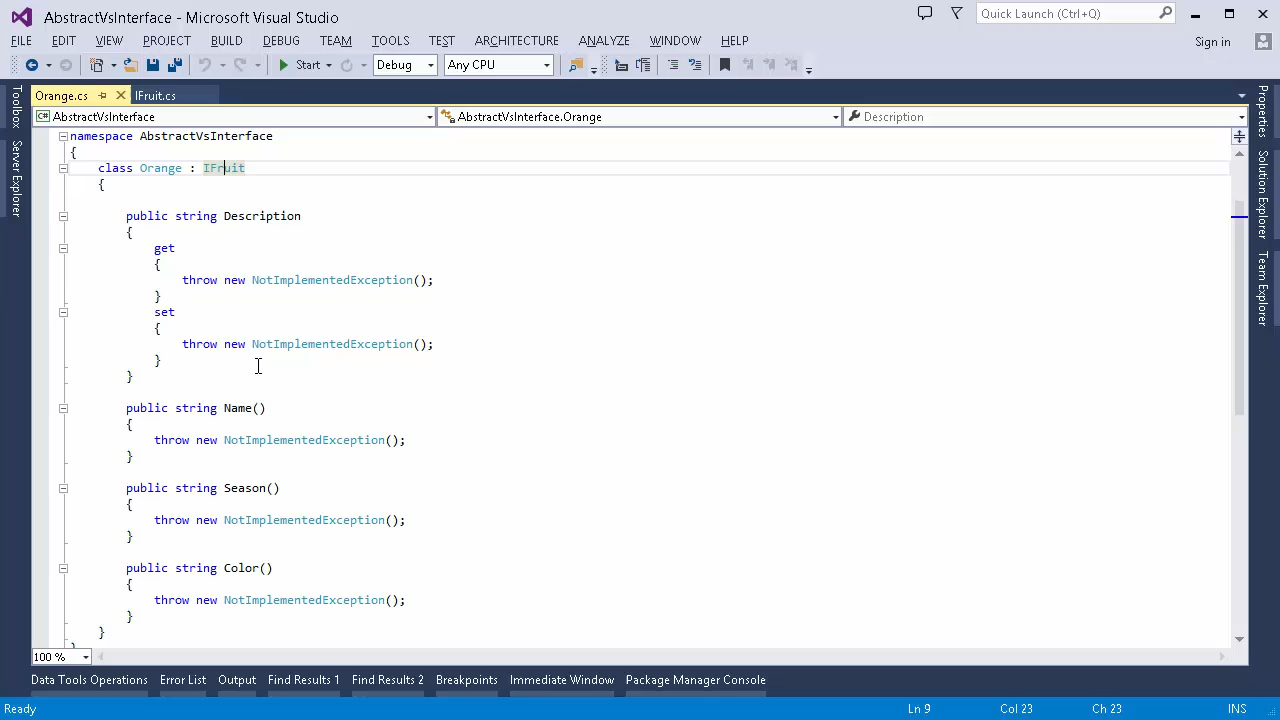 AbstractVsInterface - Microsoft Visual Studio
Quick Launch (Ctrl+Q)
FILE EDIT VIEW PROJECT BUILD DEBUG TEAM TOOLS TEST ARCHITECTURE ANALYZE WINDOW HELP
Sign in
Start Debug Any CPU
Orange.cs IFruit.cs
AbstractVsInterface AbstractVsInterface.Orange Description
Toolbox
Server Explorer
Properties
Solution Explorer
Team Explorer
namespace AbstractVsInterface
{
class Orange : IFruit
{
public string Description
{
get
{
throw new NotImplementedException();
}
set
{
throw new NotImplementedException();
}
}
public string Name()
{
throw new NotImplementedException();
}
public string Season()
{
throw new NotImplementedException();
}
public string Color()
{
throw new NotImplementedException();
}
}
}
100 %
Data Tools Operations Error List Output Find Results 1 Find Results 2 Breakpoints Immediate Window Package Manager Console
Ready Ln 9 Col 23 Ch 23 INS